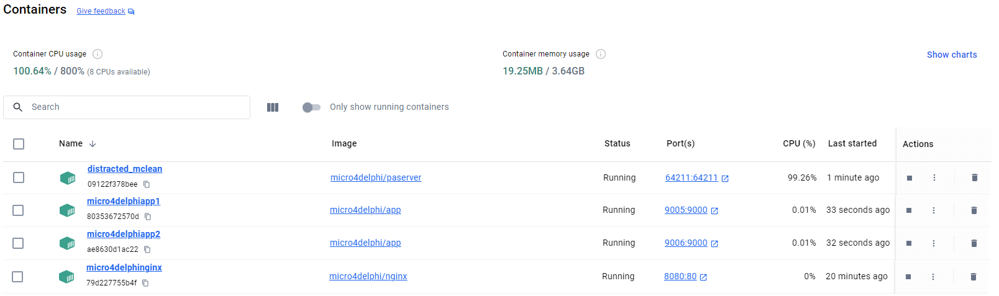 Containers Give feedback
Container CPU usage Container memory usage
100.64% / 800% (8 CPUs available) 19.25MB / 3.64GB Show charts
Search Only show running containers
Name Image Status Port(s) CPU (%) Last started Actions
distracted_mclean
09122f378bee micro4delphi/paserver Running 64211:64211 99.26% 1 minute ago
micro4delphiapp1
80353672570d micro4delphi/app Running 9005:9000 0.01% 33 seconds ago
micro4delphiapp2
ae8630d1ac22 micro4delphi/app Running 9006:9000 0.01% 32 seconds ago
micro4delphinginx
79d227755b4f micro4delphi/nginx Running 8080:80 0% 20 minutes ago